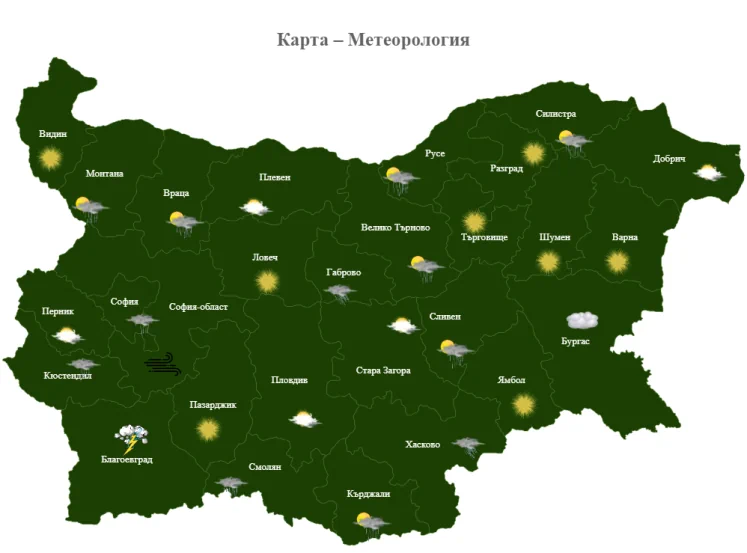 Карта – Метеорология
Силистра
Видин
Русе
Добрич
Разград
Монтана
Плевен
Враца
Велико Търново
Търговище
Шумен
Варна
Ловеч
Габрово
София
София-област
Перник
Сливен
Бургас
Кюстендил
Стара Загора
Пловдив
Ямбол
Пазарджик
Хасково
Благоевград
Смолян
Кърджали